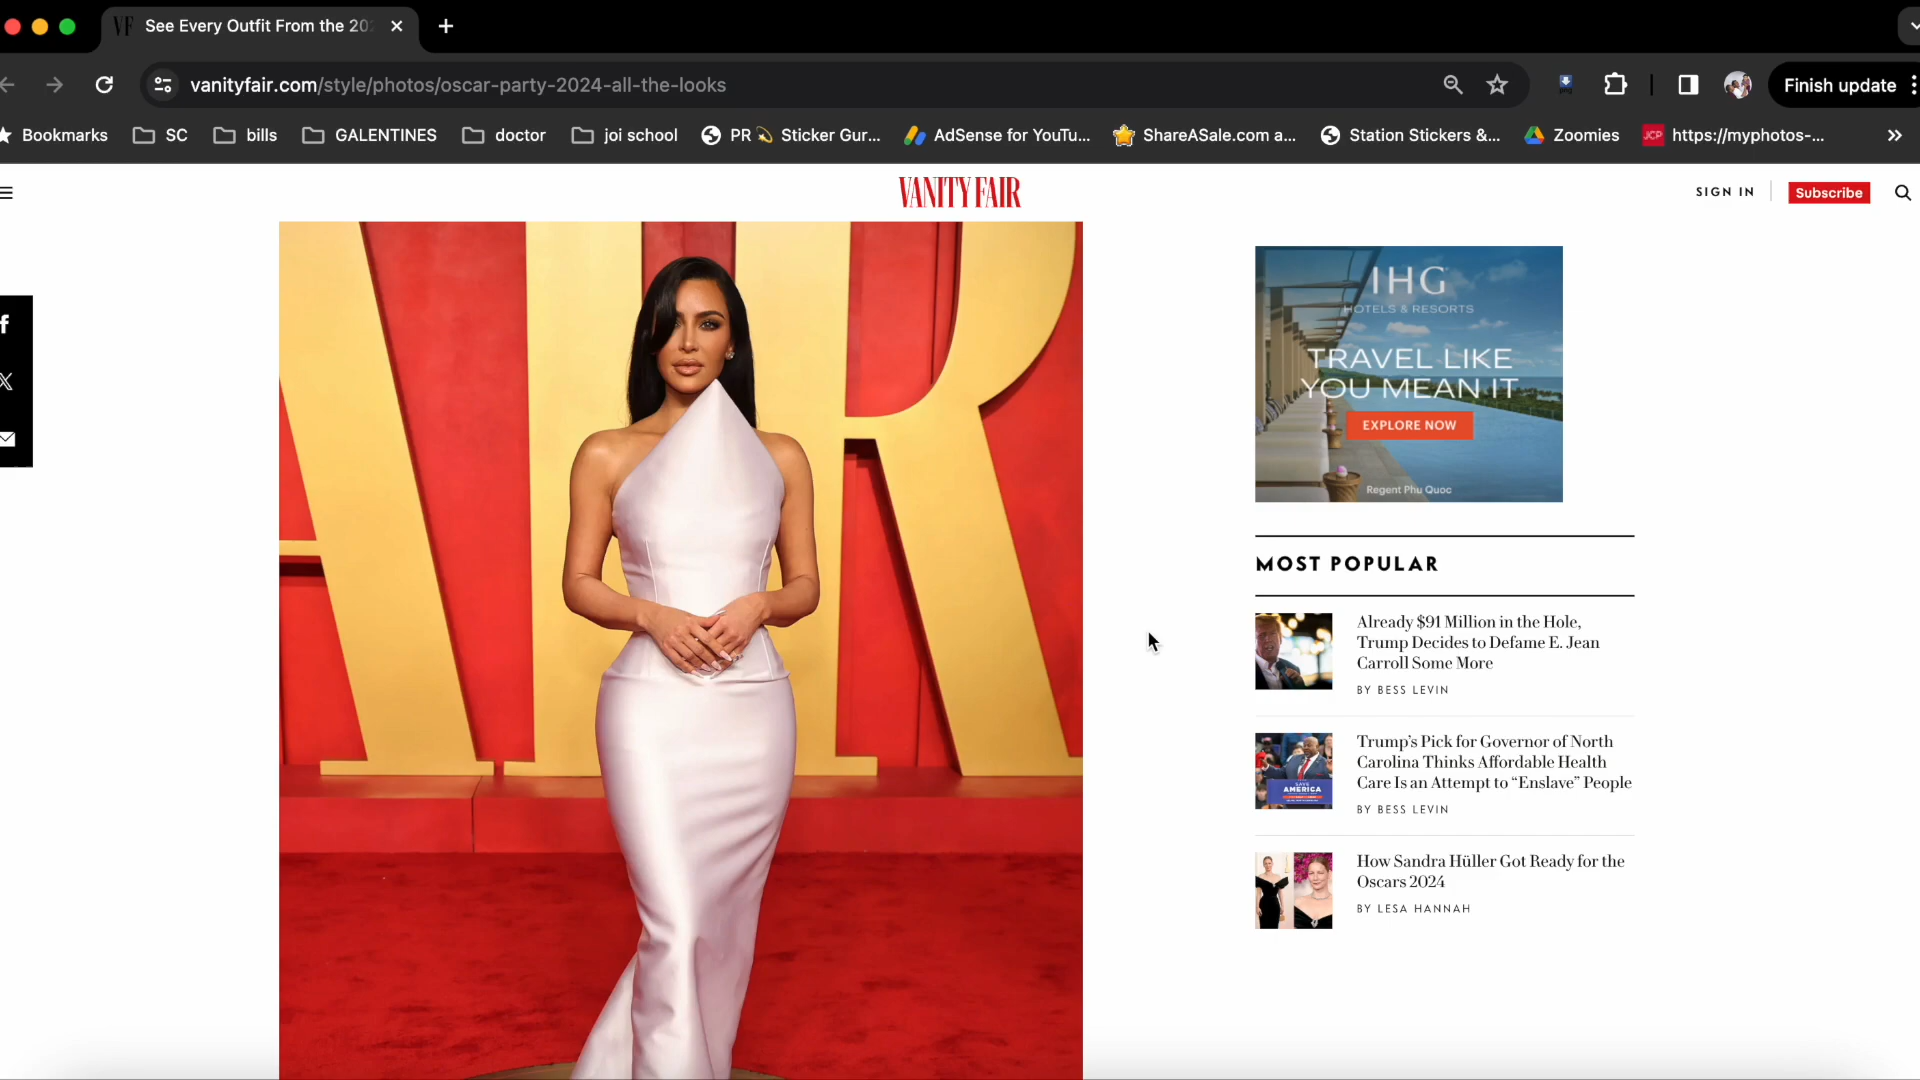 See Every Outfit From the 202
vanityfair.com/style/photos/oscar-party-2024-all-the-looks
Finish update
Bookmarks
SC
bills
GALENTINES
doctor
joi school
PR 💫 Sticker Gur...
AdSense for YouTu...
ShareASale.com a...
Station Stickers &...
Zoomies
JCP
https://myphotos-...
VANITY FAIR
SIGN IN
Subscribe
AIR
IHG
HOTELS & RESORTS
TRAVEL LIKE
YOU MEAN IT
EXPLORE NOW
Regent Phu Quoc
MOST POPULAR
Already $91 Million in the Hole,
Trump Decides to Defame E. Jean
Carroll Some More
BY BESS LEVIN
Trump's Pick for Governor of North
Carolina Thinks Affordable Health
Care Is an Attempt to “Enslave” People
BY BESS LEVIN
SAVE
AMERICA
How Sandra Hüller Got Ready for the
Oscars 2024
BY LESA HANNAH